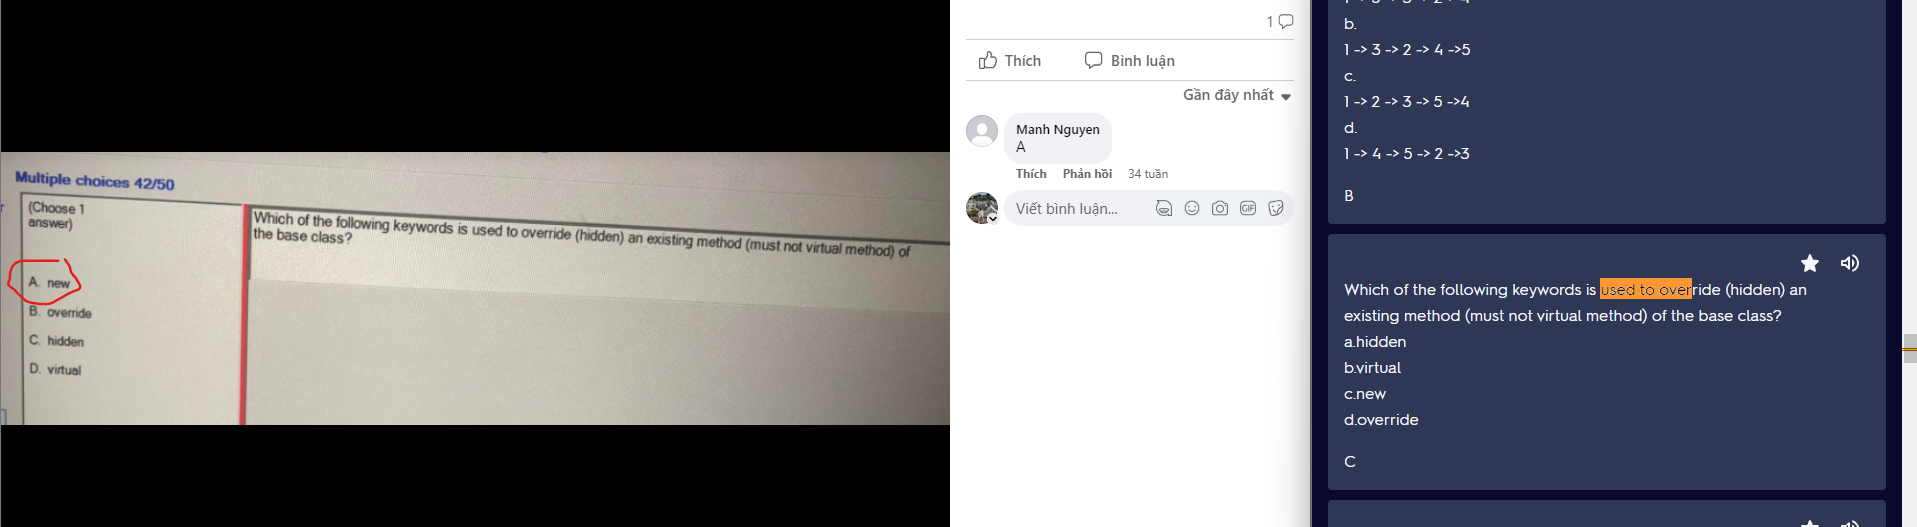 Multiple choices 42/50
(Choose 1
answer)
A. new
B. override
C. hidden
D. virtual
Which of the following keywords is used to override (hidden) an existing method (must not virtual method) of
the base class?
1
Thích
Bình luận
Gần đây nhất
Manh Nguyen
A
Thích Phản hồi 34 tuần
Viết bình luận...
GIF
b.
1 -> 3 -> 2 -> 4 ->5
c.
1 -> 2 -> 3 -> 5 ->4
d.
1 -> 4 -> 5 -> 2 ->3
B
Which of the following keywords is used to override (hidden) an
existing method (must not virtual method) of the base class?
a.hidden
b.virtual
c.new
d.override
C